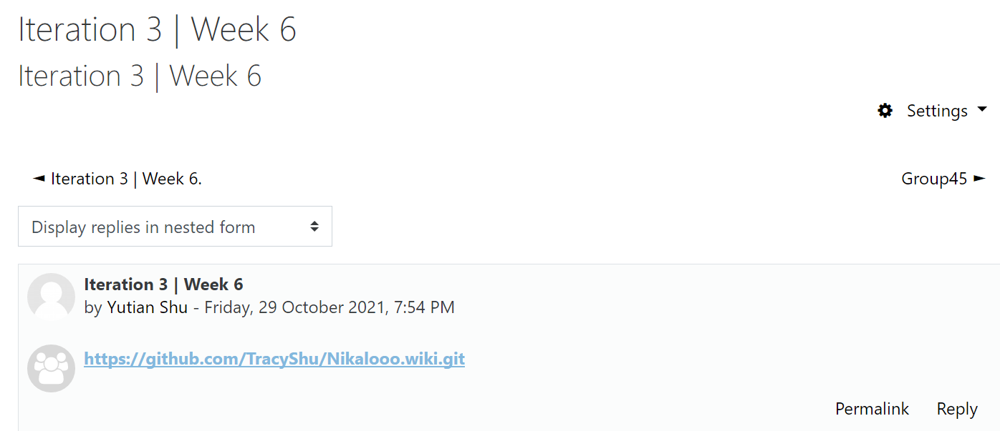 Iteration 3 | Week 6
Iteration 3 | Week 6
Settings
◄ Iteration 3 | Week 6.
Group45 ►
Display replies in nested form
Iteration 3 | Week 6
by Yutian Shu - Friday, 29 October 2021, 7:54 PM
https://github.com/TracyShu/Nikalooo.wiki.git
Permalink Reply